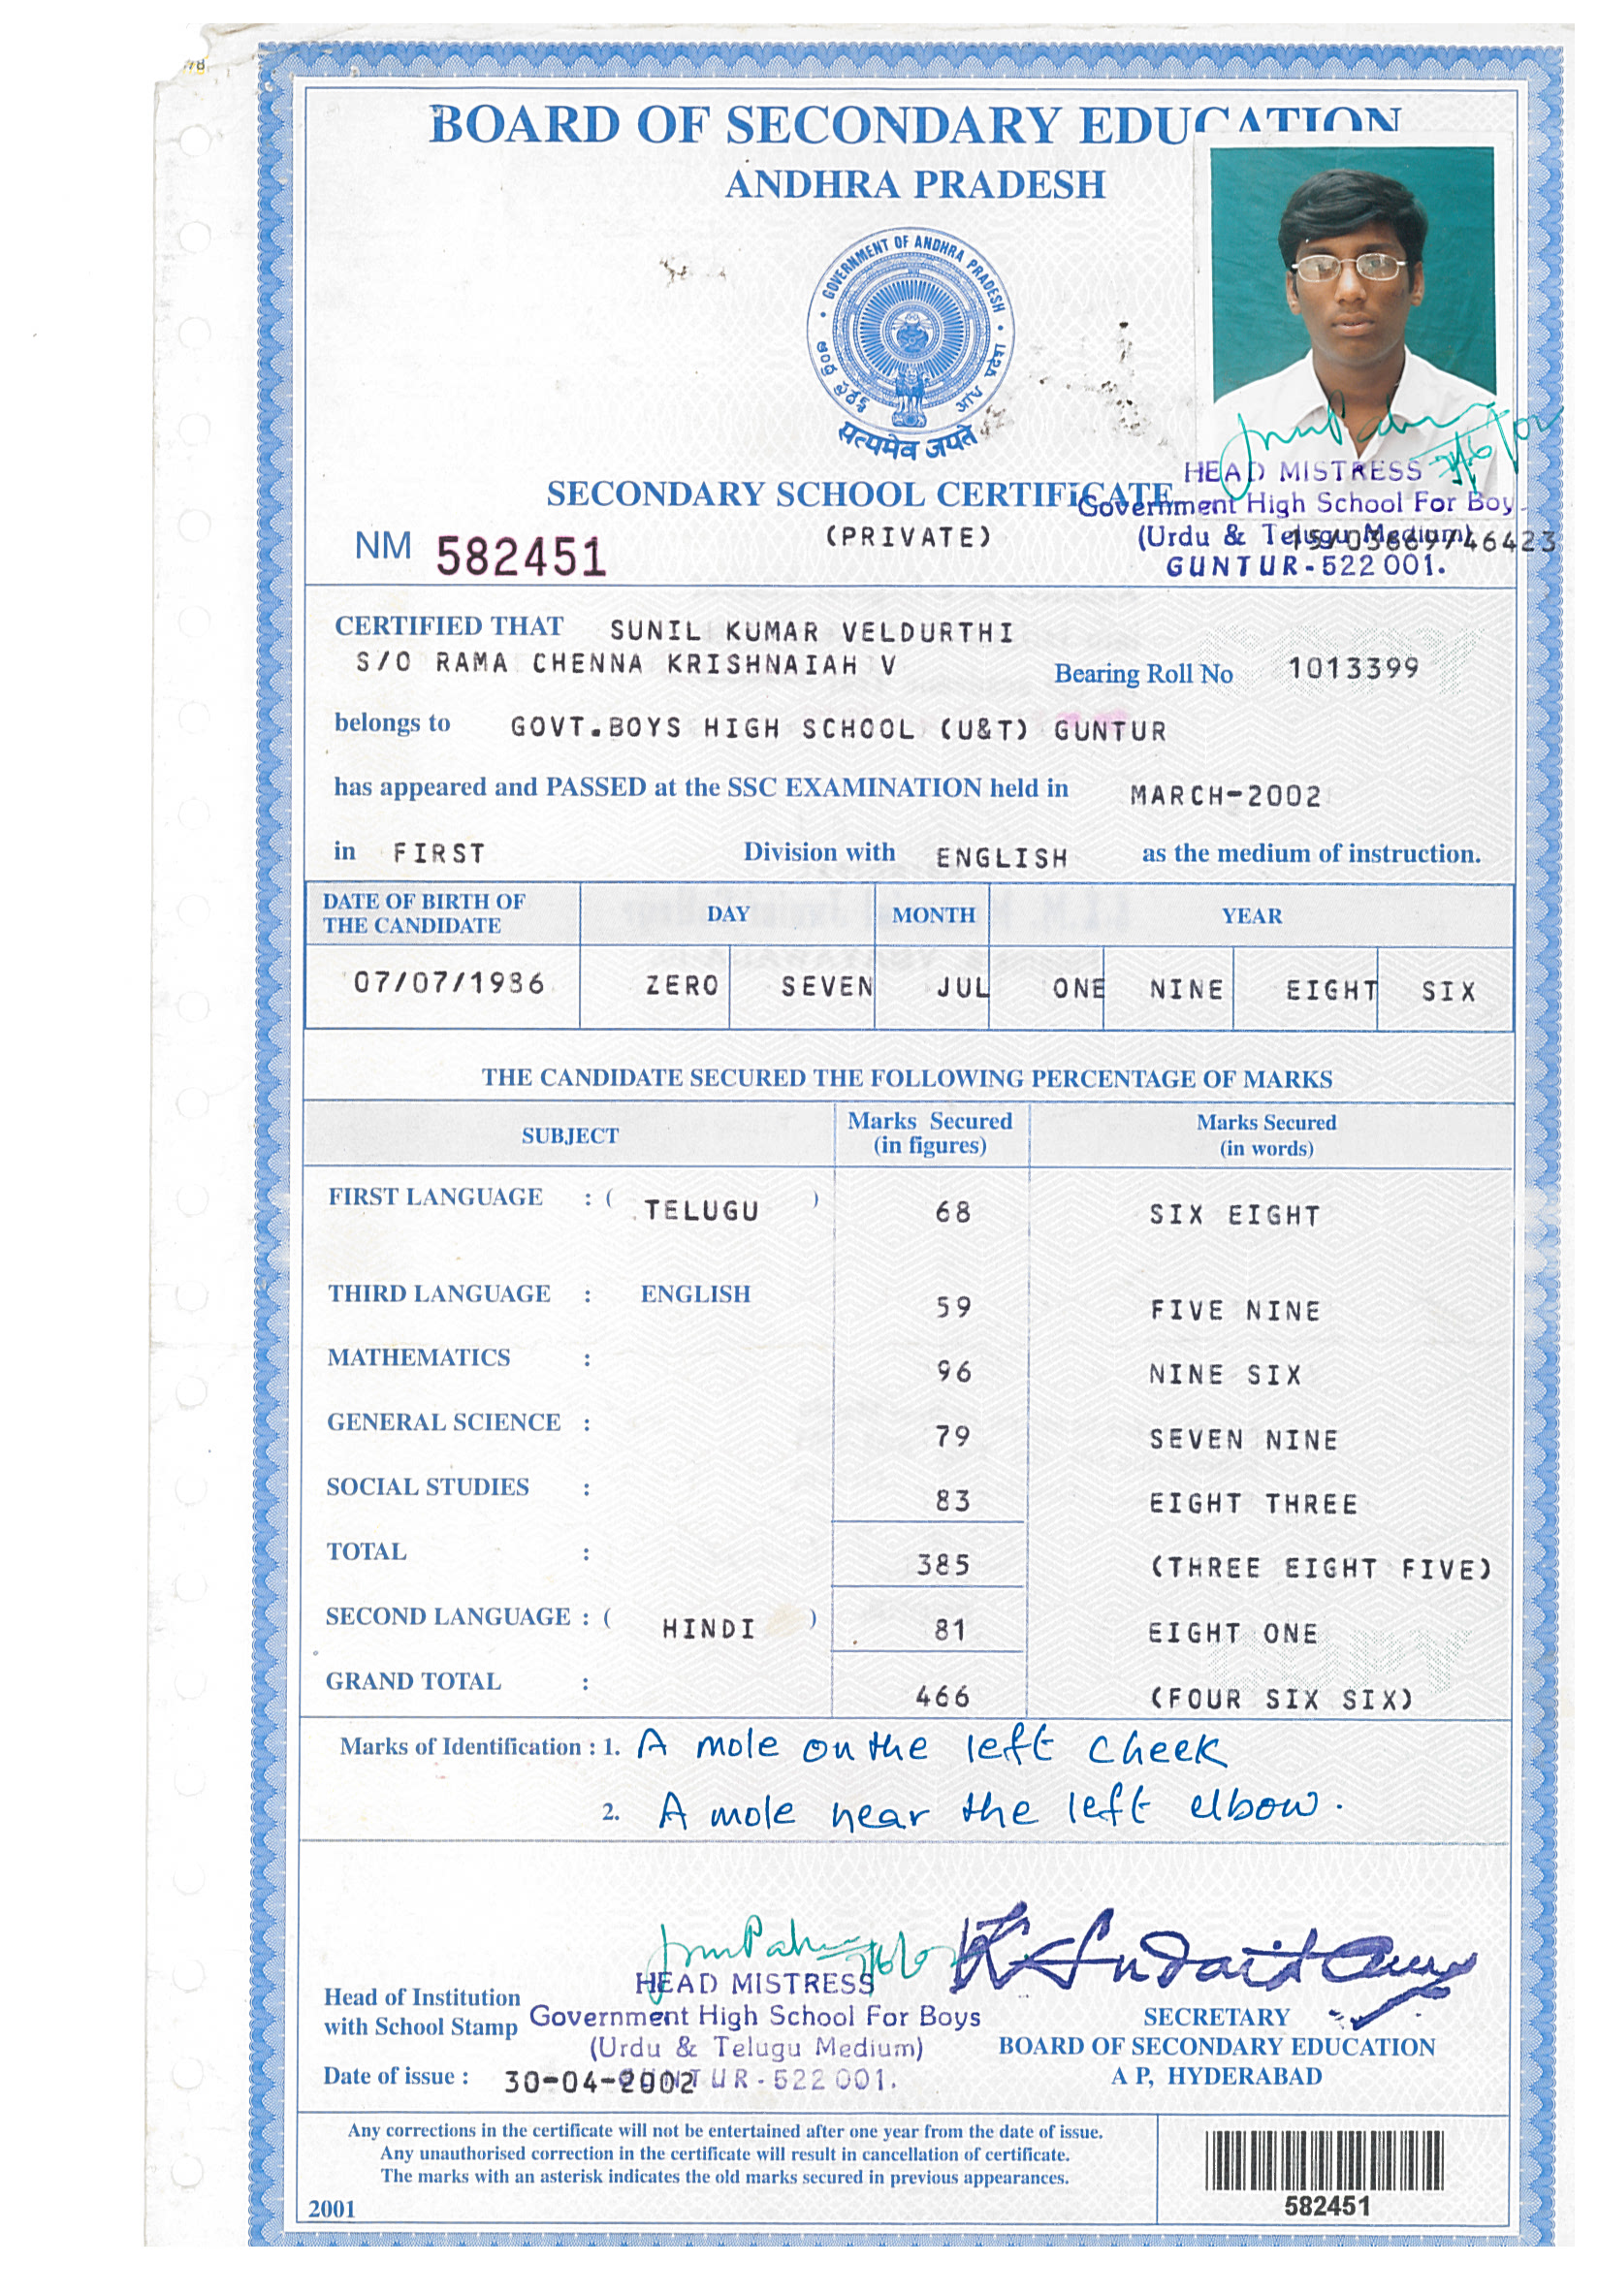 BOARD OF SECONDARY EDUCATION
ANDHRA PRADESH
GOVERNMENT OF ANDHRA PRADESH
ఆంధ్ర ప్రదేశ్
सत्यमेव जयते
HEAD MISTRESS
SECONDARY SCHOOL CERTIFICATE
Government High School For Boy
(PRIVATE)
(Urdu & Telugu Medium)
NM 582451
GUNTUR-522 001.
CERTIFIED THAT SUNIL KUMAR VELDURTHI
S/O RAMA CHENNA KRISHNAIAH V Bearing Roll No 1013399
belongs to GOVT.BOYS HIGH SCHOOL (U&T) GUNTUR
has appeared and PASSED at the SSC EXAMINATION held in MARCH-2002
in FIRST Division with ENGLISH as the medium of instruction.
DATE OF BIRTH OF THE CANDIDATE DAY MONTH YEAR
07/07/1986 ZERO SEVEN JUL ONE NINE EIGHT SIX
THE CANDIDATE SECURED THE FOLLOWING PERCENTAGE OF MARKS
SUBJECT Marks Secured (in figures) Marks Secured (in words)
FIRST LANGUAGE : ( TELUGU ) 68 SIX EIGHT
THIRD LANGUAGE : ENGLISH 59 FIVE NINE
MATHEMATICS : 96 NINE SIX
GENERAL SCIENCE : 79 SEVEN NINE
SOCIAL STUDIES : 83 EIGHT THREE
TOTAL : 385 (THREE EIGHT FIVE)
SECOND LANGUAGE : ( HINDI ) 81 EIGHT ONE
GRAND TOTAL : 466 (FOUR SIX SIX)
Marks of Identification : 1. A mole on the left cheek
2. A mole near the left elbow.
HEAD MISTRESS
Head of Institution
with School Stamp
Government High School For Boys
(Urdu & Telugu Medium)
GUNTUR-522 001.
Date of issue : 30-04-2002
SECRETARY
BOARD OF SECONDARY EDUCATION
A P, HYDERABAD
Any corrections in the certificate will not be entertained after one year from the date of issue.
Any unauthorised correction in the certificate will result in cancellation of certificate.
The marks with an asterisk indicates the old marks secured in previous appearances.
2001
582451